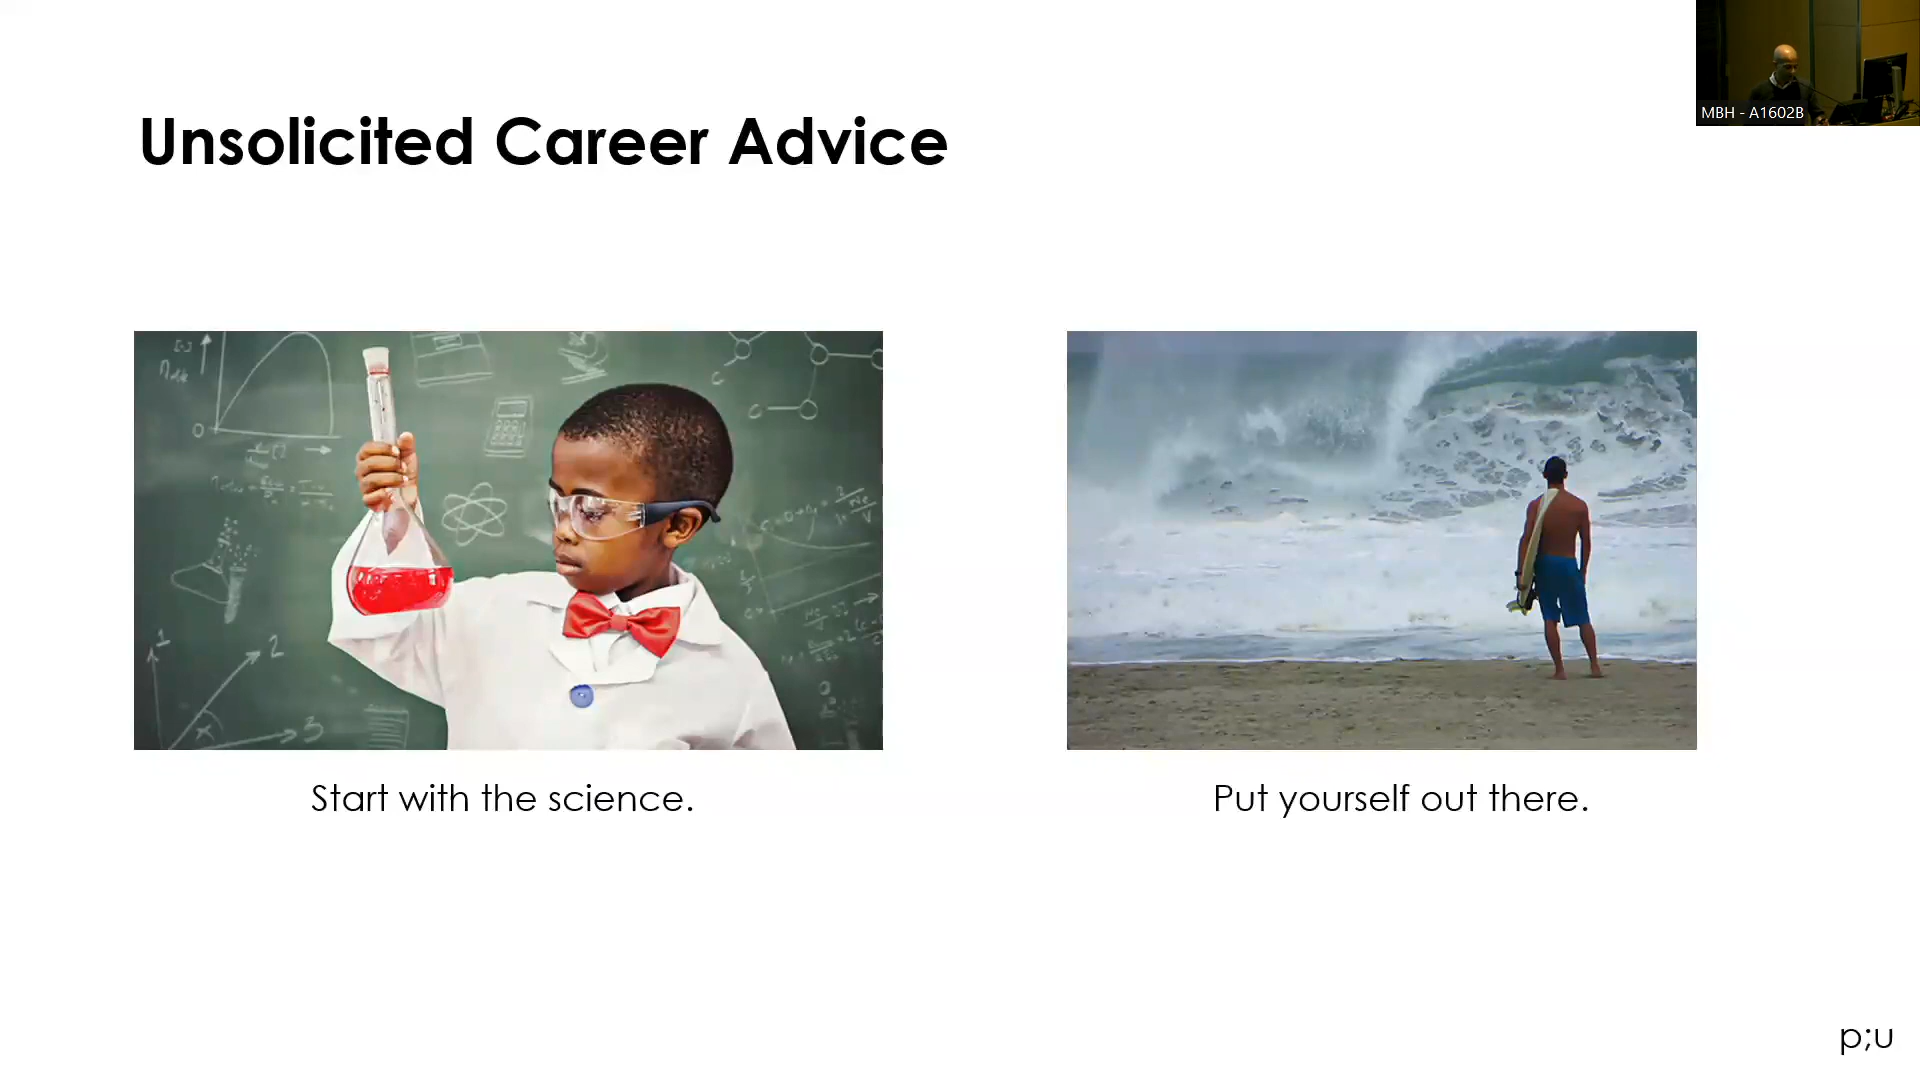 MBH - A1602B
Unsolicited Career Advice
Start with the science.
Put yourself out there.
p;u